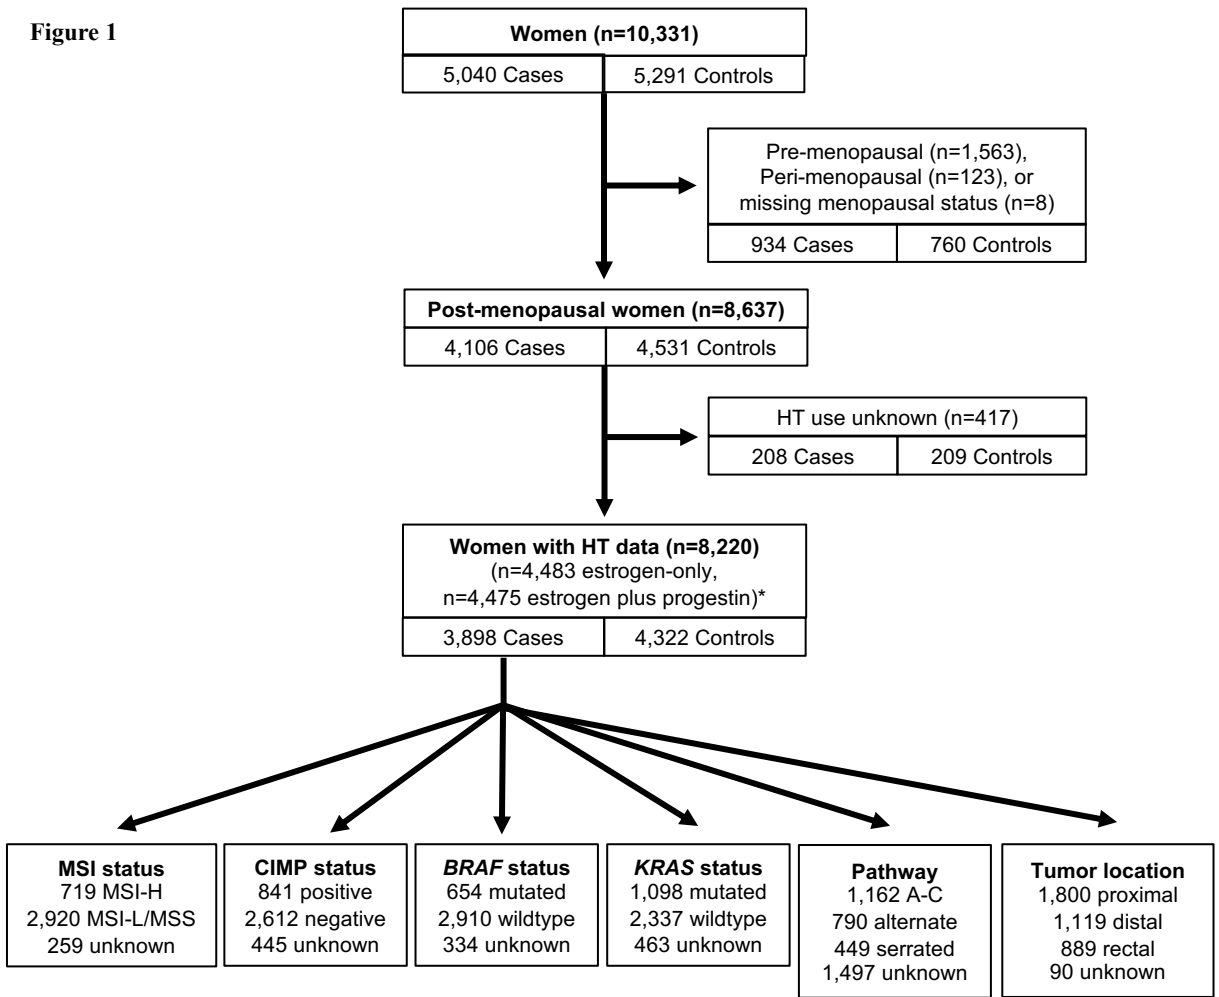 Figure 1
Women (n=10,331)
5,040 Cases
5,291 Controls
Pre-menopausal (n=1,563),
Peri-menopausal (n=123), or
missing menopausal status (n=8)
934 Cases
760 Controls
Post-menopausal women (n=8,637)
4,106 Cases
4,531 Controls
HT use unknown (n=417)
208 Cases
209 Controls
Women with HT data (n=8,220)
(n=4,483 estrogen-only,
n=4,475 estrogen plus progestin)*
3,898 Cases
4,322 Controls
MSI status
719 MSI-H
2,920 MSI-L/MSS
259 unknown
CIMP status
841 positive
2,612 negative
445 unknown
BRAF status
654 mutated
2,910 wildtype
334 unknown
KRAS status
1,098 mutated
2,337 wildtype
463 unknown
Pathway
1,162 A-C
790 alternate
449 serrated
1,497 unknown
Tumor location
1,800 proximal
1,119 distal
889 rectal
90 unknown